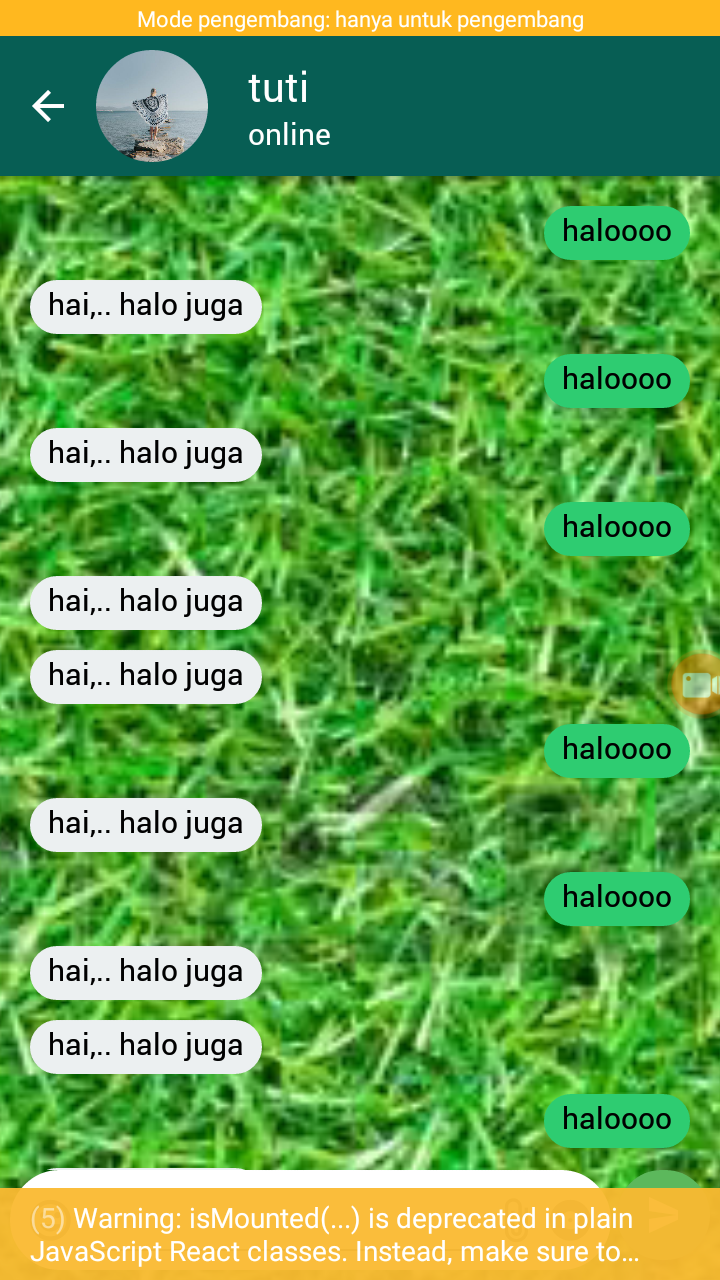 Mode pengembang: hanya untuk pengembang
tuti
online
haloooo
hai,.. halo juga
haloooo
hai,.. halo juga
haloooo
hai,.. halo juga
hai,.. halo juga
haloooo
hai,.. halo juga
haloooo
hai,.. halo juga
hai,.. halo juga
haloooo
(5) Warning: isMounted(...) is deprecated in plain
JavaScript React classes. Instead, make sure to...